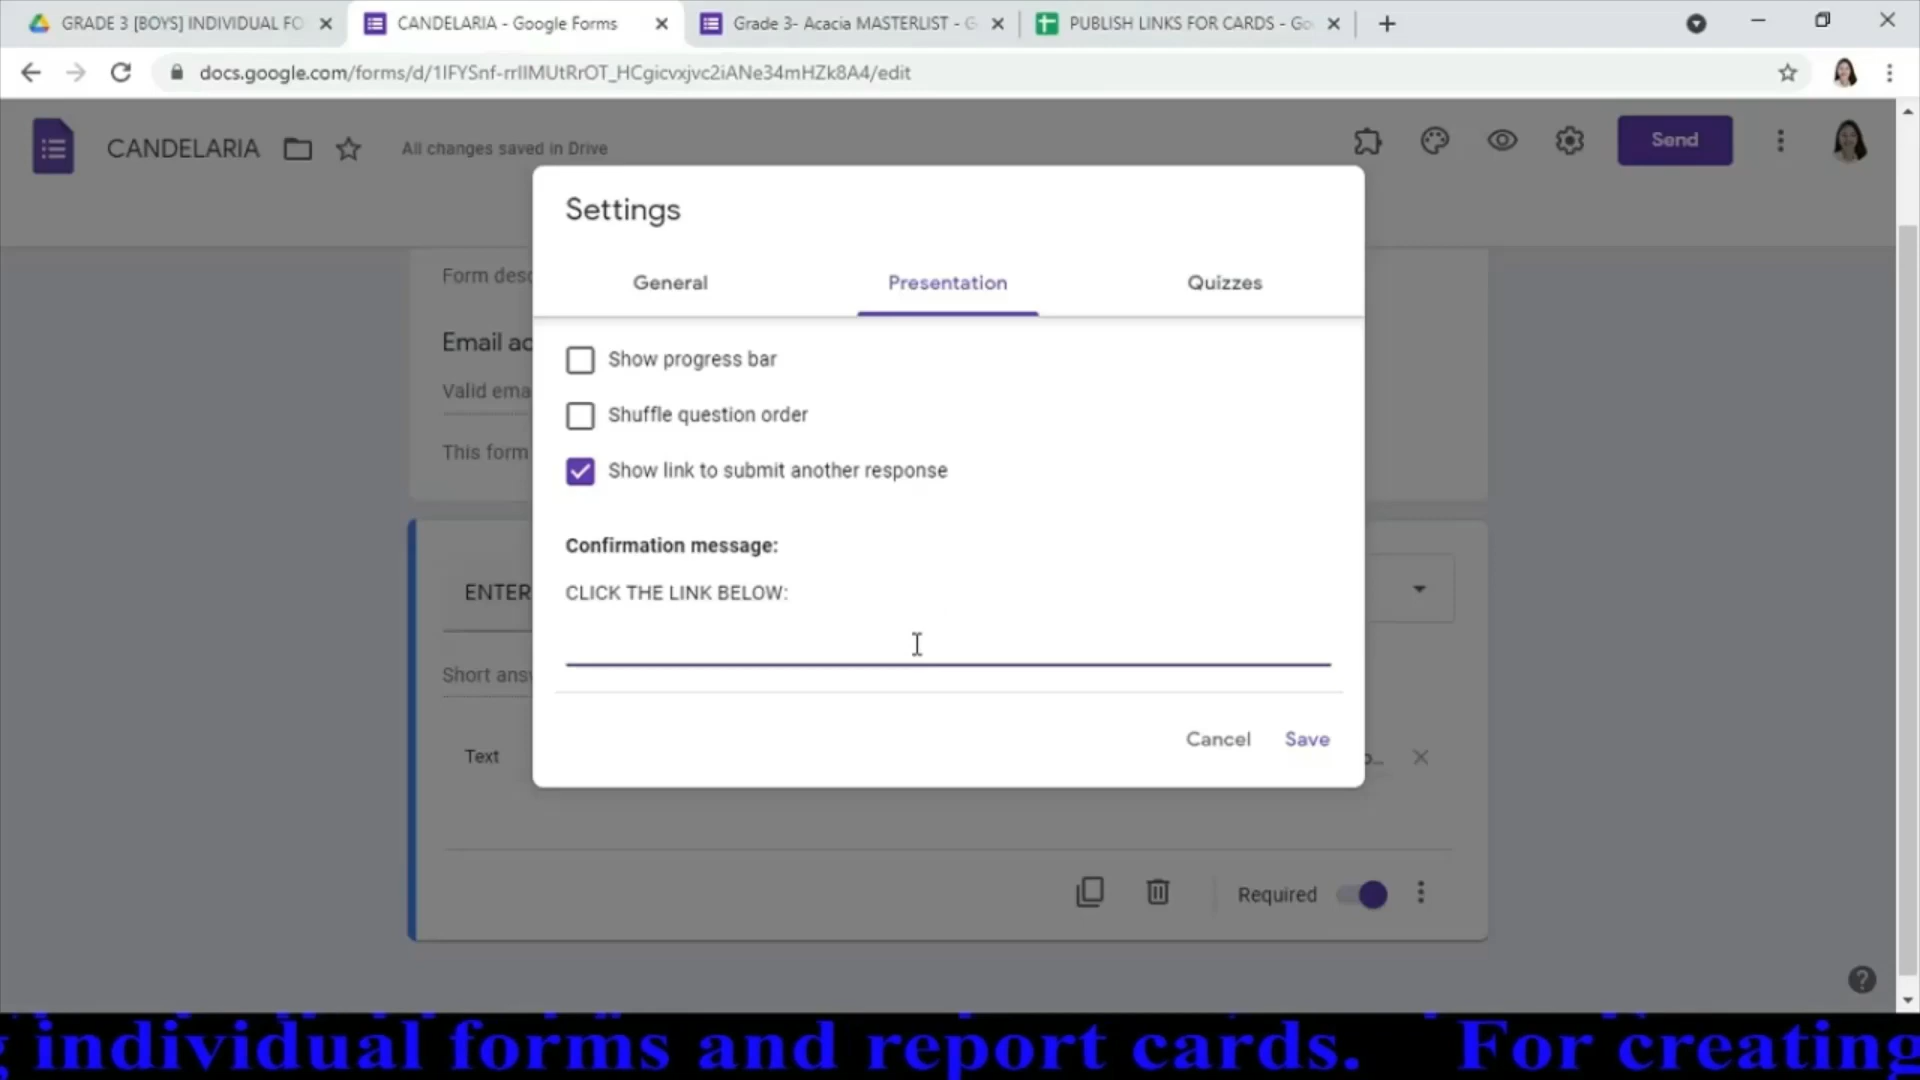 GRADE 3 [BOYS] INDIVIDUAL FO
CANDELARIA - Google Forms
Grade 3- Acacia MASTERLIST - G
PUBLISH LINKS FOR CARDS - Go
docs.google.com/forms/d/1IFYSnf-rrIIMUtRrOT_HCgicvxjvc2iANe34mHZk8A4/edit
CANDELARIA
All changes saved in Drive
Send
Settings
General
Presentation
Quizzes
Form desc
Email ad
Valid ema
This form
Show progress bar
Shuffle question order
Show link to submit another response
Confirmation message:
CLICK THE LINK BELOW:
ENTER
Short ans
Cancel
Save
Text
Required
individual forms and report cards. For creating